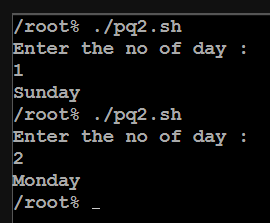 /root% ./pq2.sh
Enter the no of day :
1
Sunday
/root% ./pq2.sh
Enter the no of day :
2
Monday
/root% _